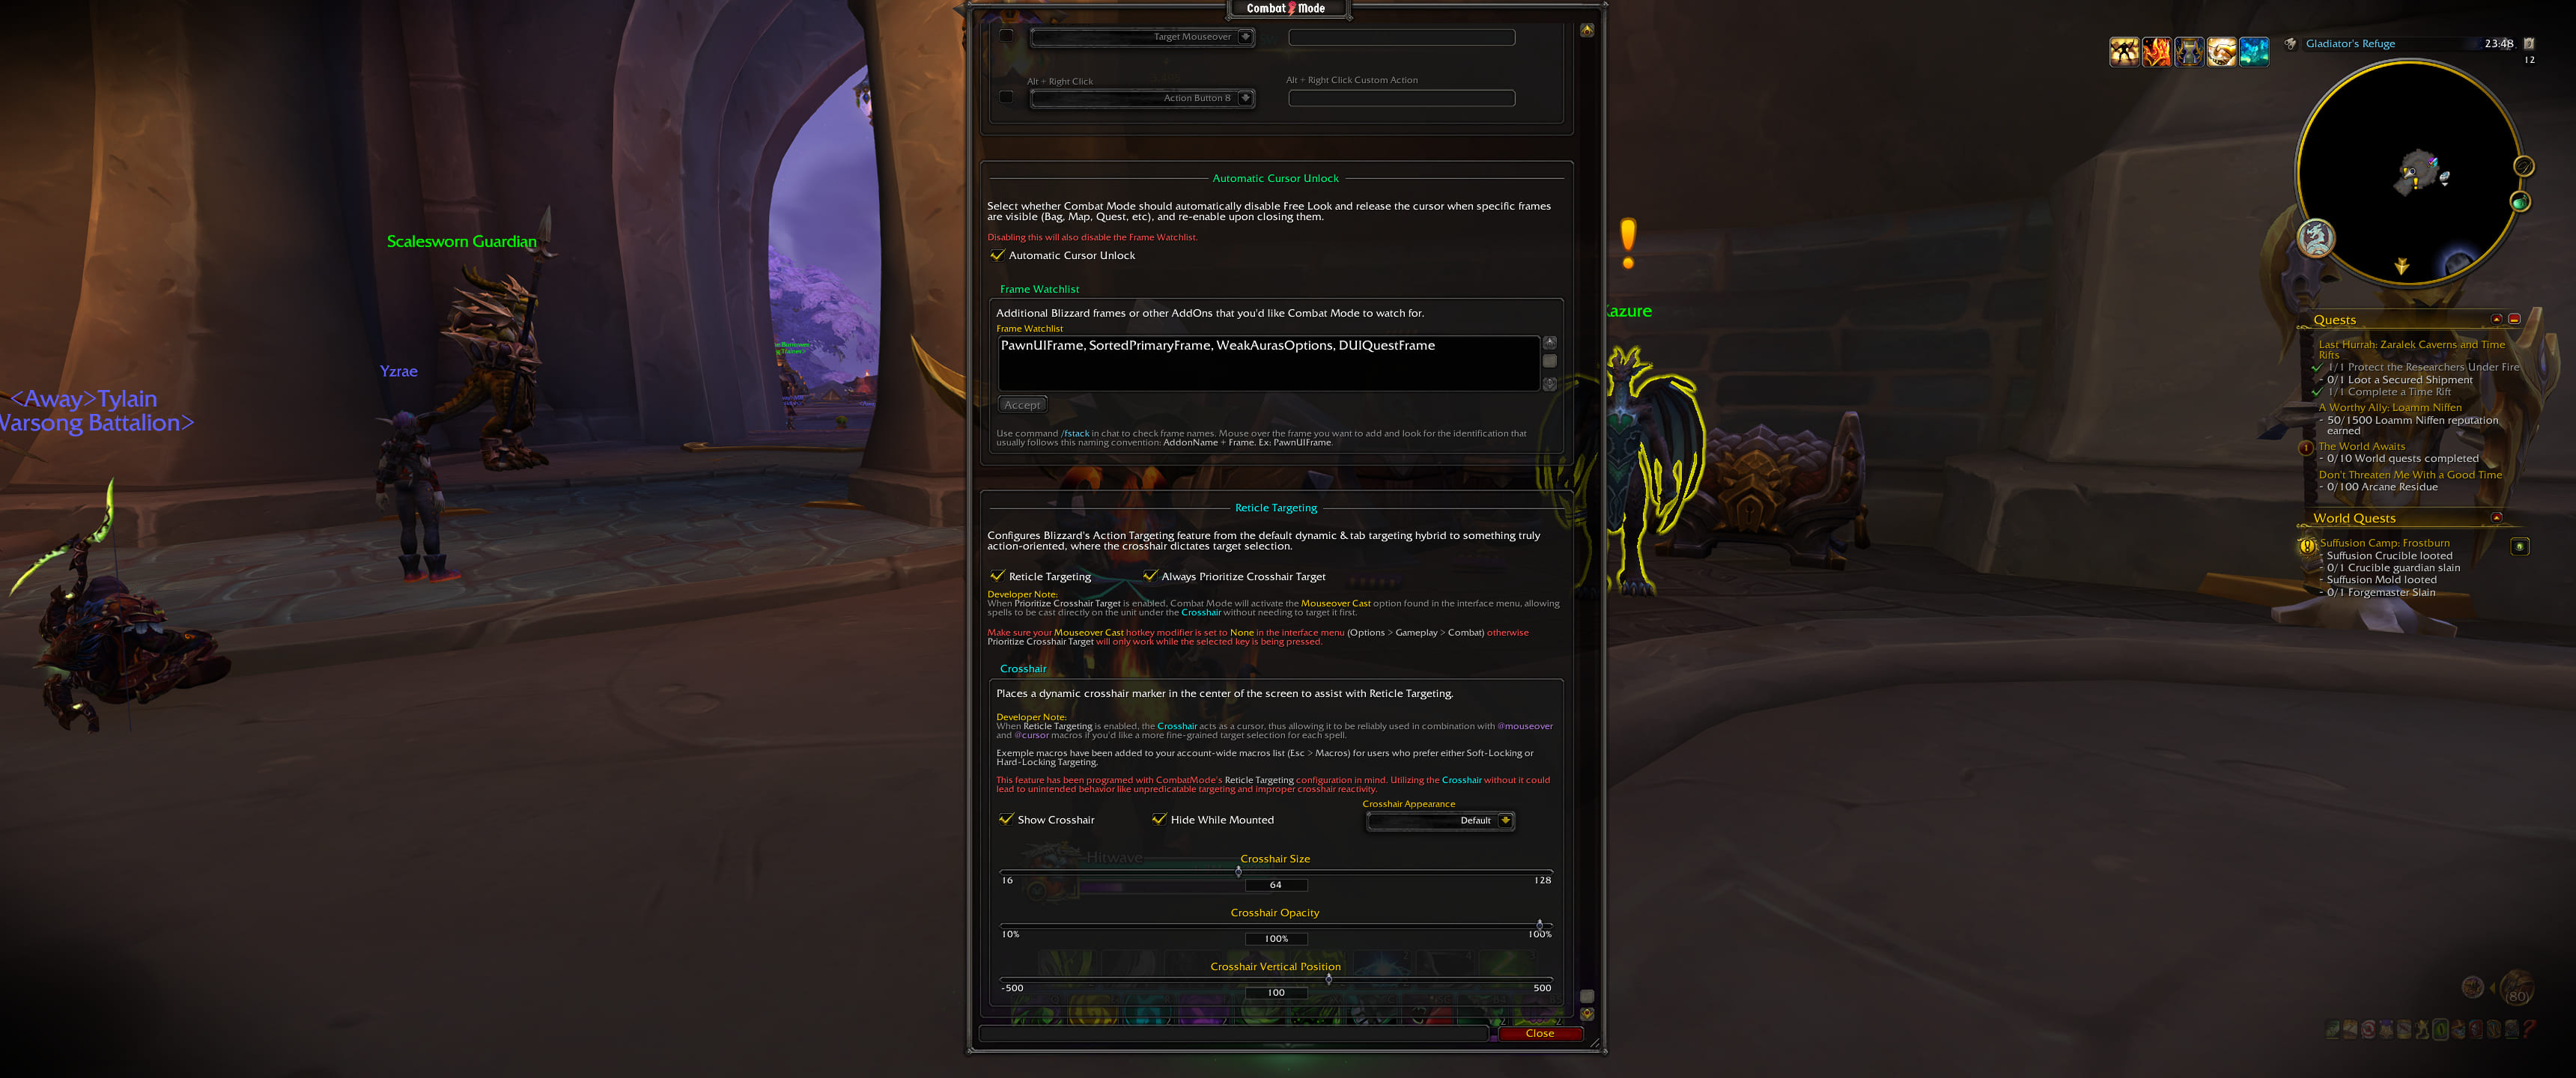 Combat Mode
Target Mouseover
Alt + Right Click
Alt + Right Click Custom Action
Action Button 8
Automatic Cursor Unlock
Select whether Combat Mode should automatically disable Free Look and release the cursor when specific frames
are visible (Bag, Map, Quest, etc), and re-enable upon closing them.
Disabling this will also disable the Frame Watchlist.
Automatic Cursor Unlock
Frame Watchlist
Additional Blizzard frames or other AddOns that you'd like Combat Mode to watch for.
Frame Watchlist
PawnUIFrame, SortedPrimaryFrame, WeakAurasOptions, DUIQuestFrame
Accept
Use command /fstack in chat to check frame names. Mouse over the frame you want to add and look for the identification that
usually follows this naming convention: AddonName + Frame. Ex: PawnUIFrame.
Reticle Targeting
Configures Blizzard's Action Targeting feature from the default dynamic & tab targeting hybrid to something truly
action-oriented, where the crosshair dictates target selection.
Reticle Targeting
Always Prioritize Crosshair Target
Developer Note:
When Prioritize Crosshair Target is enabled, Combat Mode will activate the Mouseover Cast option found in the interface menu, allowing
spells to be cast directly on the unit under the Crosshair without needing to target it first.
Make sure your Mouseover Cast hotkey modifier is set to None in the interface menu (Options > Gameplay > Combat) otherwise
Prioritize Crosshair Target will only work while the selected key is being pressed.
Crosshair
Places a dynamic crosshair marker in the center of the screen to assist with Reticle Targeting.
Developer Note:
When Reticle Targeting is enabled, the Crosshair acts as a cursor, thus allowing it to be reliably used in combination with @mouseover
and @cursor macros if you'd like a more fine-grained target selection for each spell.
Exemple macros have been added to your account-wide macros list (Esc > Macros) for users who prefer either Soft-Locking or
Hard-Locking Targeting.
This feature has been programed with CombatMode's Reticle Targeting configuration in mind. Utilizing the Crosshair without it could
lead to unintended behavior like unpredicatable targeting and improper crosshair reactivity.
Crosshair Appearance
Show Crosshair
Hide While Mounted
Default
Hitwave
Crosshair Size
16
64
128
Crosshair Opacity
10%
100%
100%
Crosshair Vertical Position
-500
100
500
Close
Scalesworn Guardian
Yzrae
<Away>Tylain
Warsong Battalion>
Kazure
Gladiator's Refuge
23:48
12
Quests
Last Hurrah: Zaralek Caverns and Time
Rifts
1/1 Protect the Researchers Under Fire
- 0/1 Loot a Secured Shipment
1/1 Complete a Time Rift
A Worthy Ally: Loamm Niffen
- 50/1500 Loamm Niffen reputation
earned
1
The World Awaits
- 0/10 World quests completed
Don't Threaten Me With a Good Time
- 0/100 Arcane Residue
World Quests
Suffusion Camp: Frostburn
- Suffusion Crucible looted
- 0/1 Crucible guardian slain
- Suffusion Mold looted
- 0/1 Forgemaster Slain
(80)